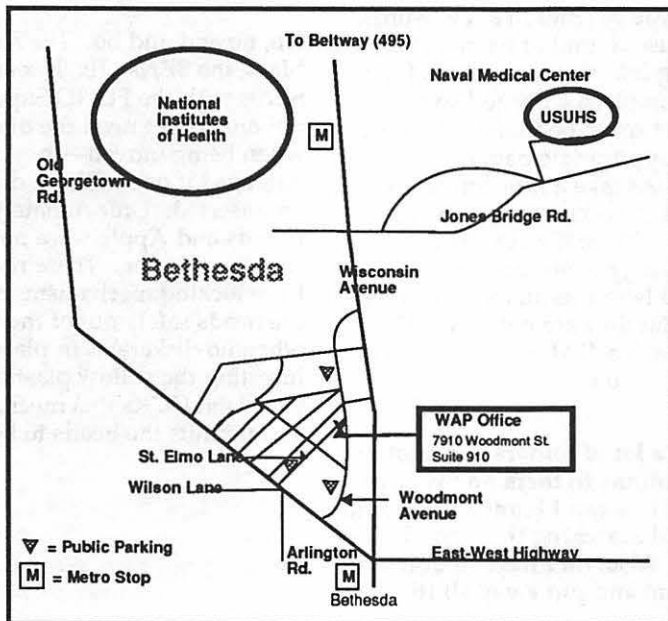 To Beltway (495)
Naval Medical Center
National
Institutes
of Health
USUHS
M
Old
Georgetown
Rd.
Jones Bridge Rd.
Bethesda
Wisconsin
Avenue
WAP Office
7910 Woodmont St.
Suite 910
St. Elmo Lane
Wilson Lane
Woodmont
Avenue
= Public Parking
M = Metro Stop
Arlington
Rd.
East-West Highway
M
Bethesda